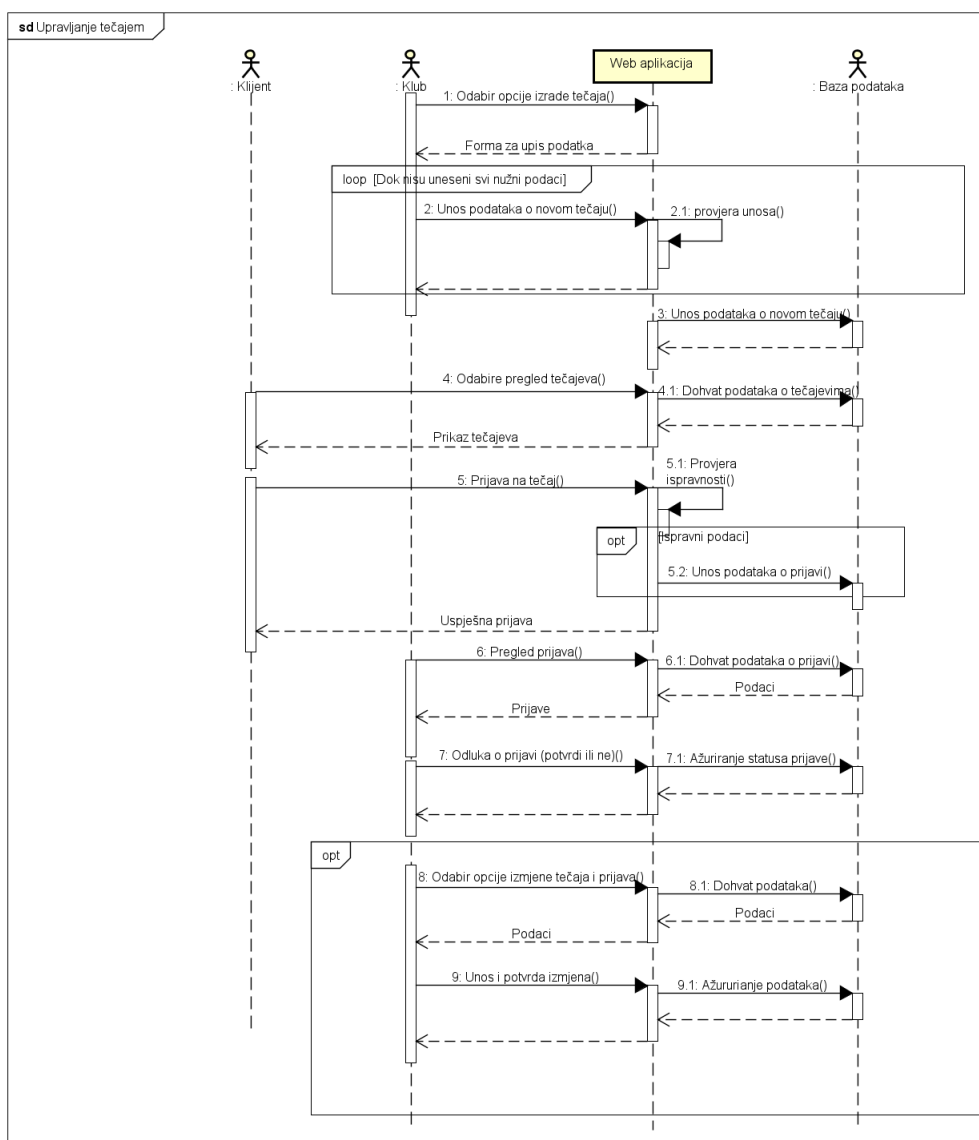 sd Upravljanje tečajem
: Klijent
: Klub
Web aplikacija
: Baza podataka
1: Odabir opcije izrade tečaja()
Forma za upis podatka
loop [Dok nisu uneseni svi nužni podaci]
2: Unos podataka o novom tečaju()
2.1: provjera unosa()
3: Unos podataka o novom tečaju()
4: Odabire pregled tečajeva()
4.1: Dohvat podataka o tečajevima()
Prikaz tečajeva
5: Prijava na tečaj()
5.1: Provjera
ispravnosti()
opt [Ispravni podaci]
5.2: Unos podataka o prijavi()
Uspješna prijava
6: Pregled prijava()
6.1: Dohvat podataka o prijavi()
Podaci
Prijave
7: Odluka o prijavi (potvrdi ili ne)()
7.1: Ažuriranje statusa prijave()
opt
8: Odabir opcije izmjene tečaja i prijava()
8.1: Dohvat podataka()
Podaci
Podaci
9: Unos i potvrda izmjena()
9.1: Ažururianje podataka()